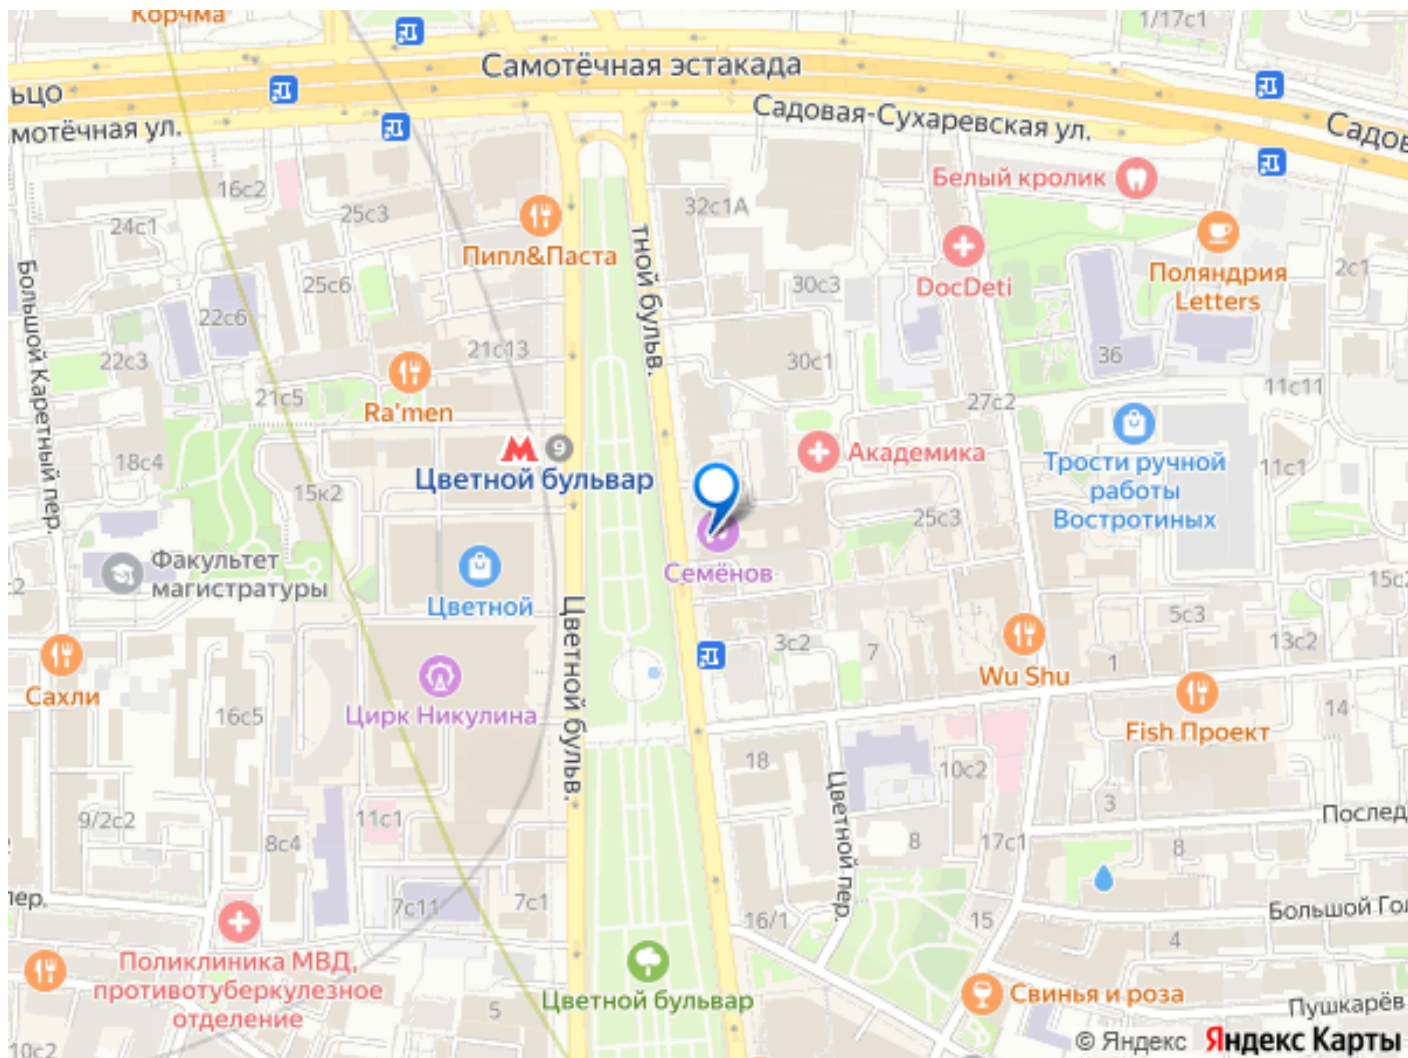 Корчма
1/17с1
Самотёчная эстакада
ьцо
мотёчная ул.
Садовая-Сухаревская ул.
Садов
Белый кролик
16с2
25с3
32с1А
24с1
Пипл&Паста
тной бульв.
DocDeti
Поляндрия
Letters
2с1
Большой Каретный пер.
25с6
30с3
22с6
22с3
21с13
30с1
36
11с11
21с5
Ra'men
27с2
9
Цветной бульвар
Академика
Трости ручной
работы
Востротиных
11с1
18с4
15к2
25с3
Факультет
магистратуры
Цветной
Семёнов
15с2
2
5с3
13с2
3с2
7
1
Wu Shu
Сахли
Цирк Никулина
Цветной бульв.
16с5
14
Fish Проект
18
10с2
Цветной пер.
3
Послед
9/2с2
11с1
8с4
8
17с1
8
пер.
7с11
7с1
16/1
15
Большой Гол
4
Поликлиника МВД,
противотуберкулезное
отделение
Цветной бульвар
5
Свинья и роза
Пушкарёв
10с2
© Яндекс Яндекс Карты